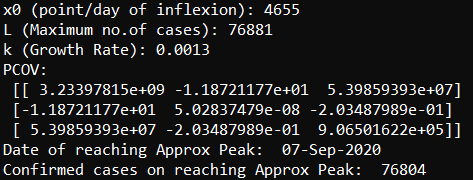 x0 (point/day of inflexion): 4655
L (Maximum no.of cases): 76881
k (Growth Rate): 0.0013
PCOV:
[[ 3.23397815e+09 -1.18721177e+01 5.39859393e+07]
[-1.18721177e+01 5.02837479e-08 -2.03487989e-01]
[ 5.39859393e+07 -2.03487989e-01 9.06501622e+05]]
Date of reaching Approx Peak: 07-Sep-2020
Confirmed cases on reaching Approx Peak: 76804